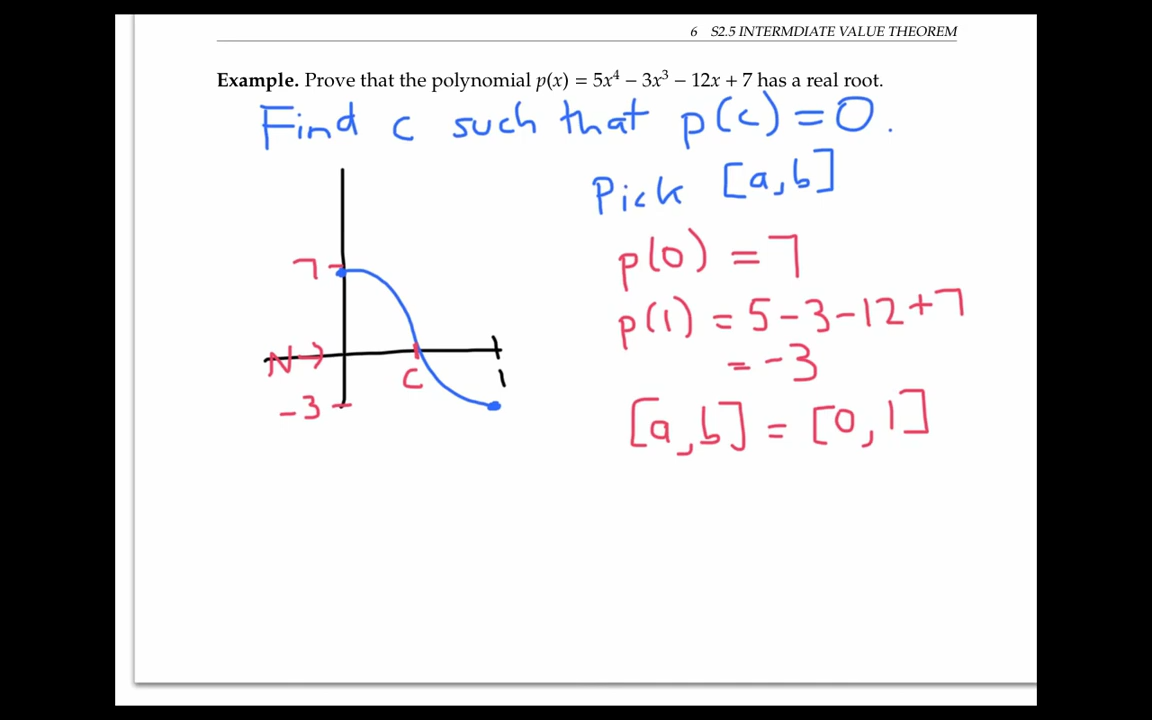 6 S2.5 INTERMDIATE VALUE THEOREM
Example. Prove that the polynomial p(x) = 5x⁴ − 3x³ − 12x + 7 has a real root.
Find c such that p(c) = 0.
Pick [a,b]
p(0) = 7
p(1) = 5-3-12+7
= -3
[a,b] = [0,1]
7
N→
c
1
-3